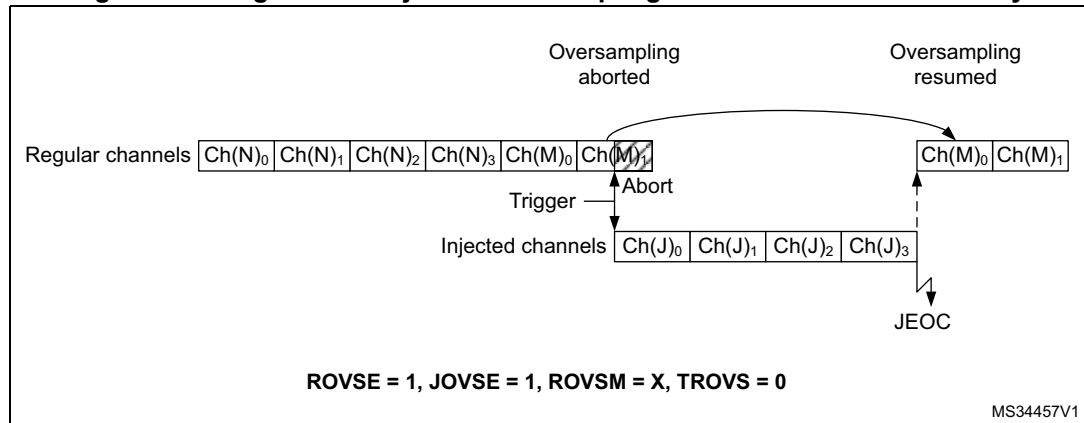 Oversampling aborted
Oversampling resumed
Regular channels Ch(N)₀ Ch(N)₁ Ch(N)₂ Ch(N)₃ Ch(M)₀ Ch(M)₁ Ch(M)₀ Ch(M)₁
Abort
Trigger
Injected channels Ch(J)₀ Ch(J)₁ Ch(J)₂ Ch(J)₃
JEOC
ROVSE = 1, JOVSE = 1, ROVSM = X, TROVS = 0
MS34457V1